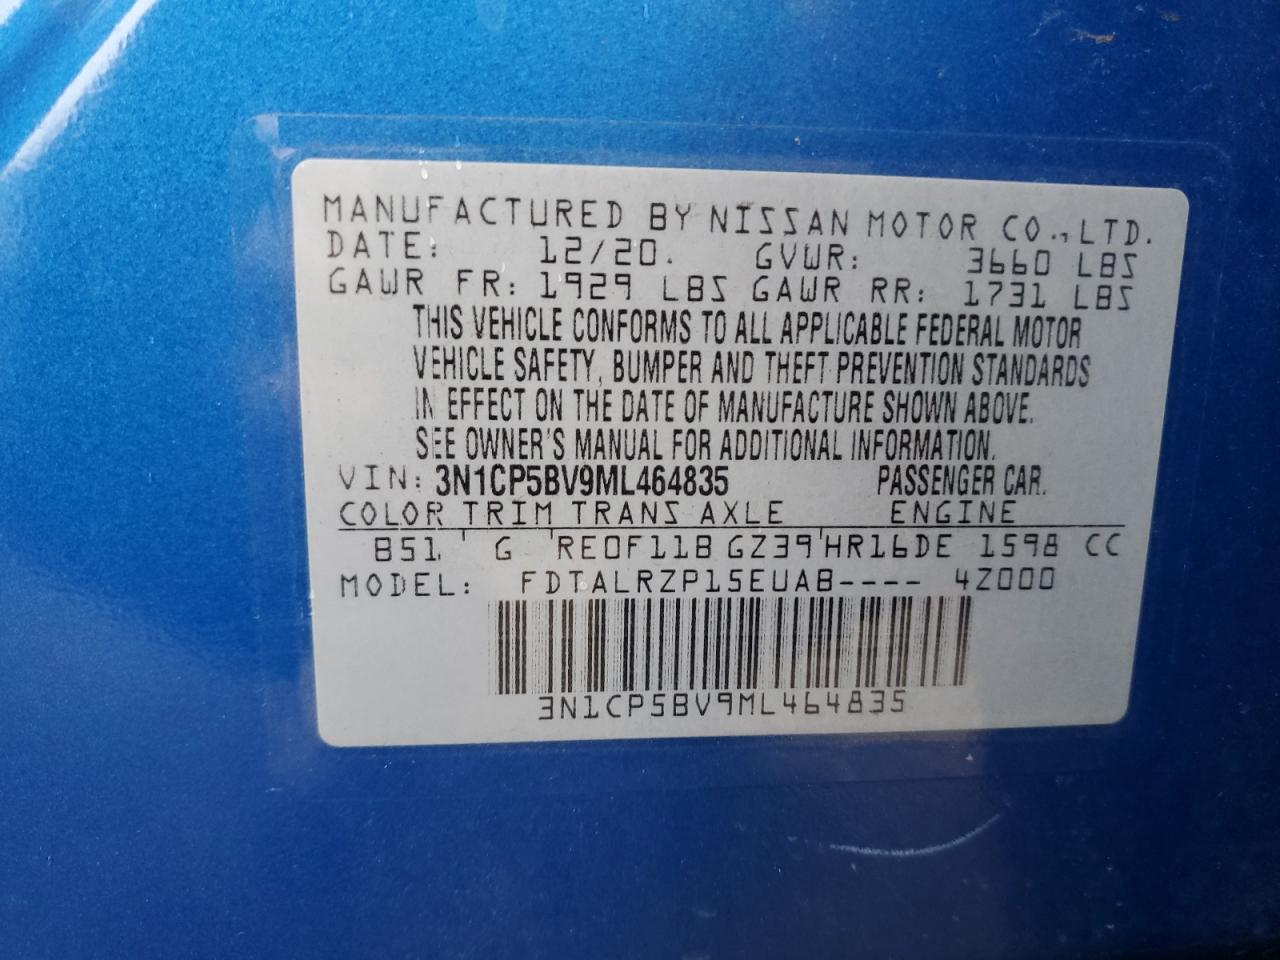 MANUFACTURED BY NISSAN MOTOR CO.,LTD.
DATE: 12/20. GVWR: 3660 LBS
GAWR FR: 1929 LBS GAWR RR: 1731 LBS
THIS VEHICLE CONFORMS TO ALL APPLICABLE FEDERAL MOTOR
VEHICLE SAFETY, BUMPER AND THEFT PREVENTION STANDARDS
IN EFFECT ON THE DATE OF MANUFACTURE SHOWN ABOVE.
SEE OWNER'S MANUAL FOR ADDITIONAL INFORMATION.
VIN: 3N1CP5BV9ML464835 PASSENGER CAR.
COLOR TRIM TRANS AXLE ENGINE
B51 G RE0F11B GZ39 HR16DE 1598 CC
MODEL: FDTALRZP15EUAB---- 4Z000
3N1CP5BV9ML464835